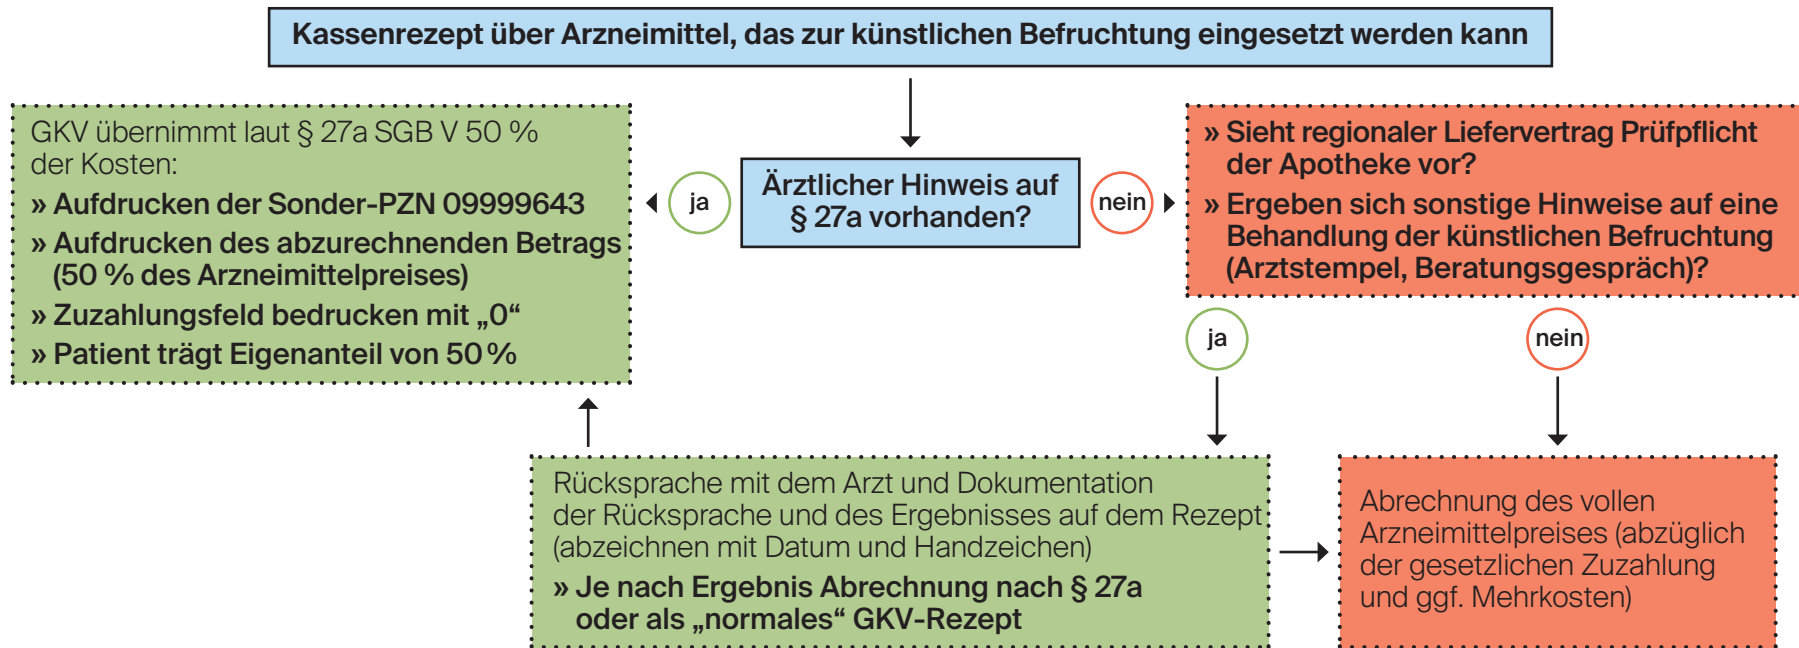 Kassenrezept über Arzneimittel, das zur künstlichen Befruchtung eingesetzt werden kann
GKV übernimmt laut § 27a SGB V 50 %
der Kosten:
» Aufdrucken der Sonder-PZN 09999643
» Aufdrucken des abzurechnenden Betrags
(50 % des Arzneimittelpreises)
» Zuzahlungsfeld bedrucken mit „0“
» Patient trägt Eigenanteil von 50 %
ja
Ärztlicher Hinweis auf
§ 27a vorhanden?
nein
» Sieht regionaler Liefervertrag Prüfpflicht
der Apotheke vor?
» Ergeben sich sonstige Hinweise auf eine
Behandlung der künstlichen Befruchtung
(Arztstempel, Beratungsgespräch)?
ja
nein
Rücksprache mit dem Arzt und Dokumentation
der Rücksprache und des Ergebnisses auf dem Rezept
(abzeichnen mit Datum und Handzeichen)
» Je nach Ergebnis Abrechnung nach § 27a
oder als „normales“ GKV-Rezept
Abrechnung des vollen
Arzneimittelpreises (abzüglich
der gesetzlichen Zuzahlung
und ggf. Mehrkosten)